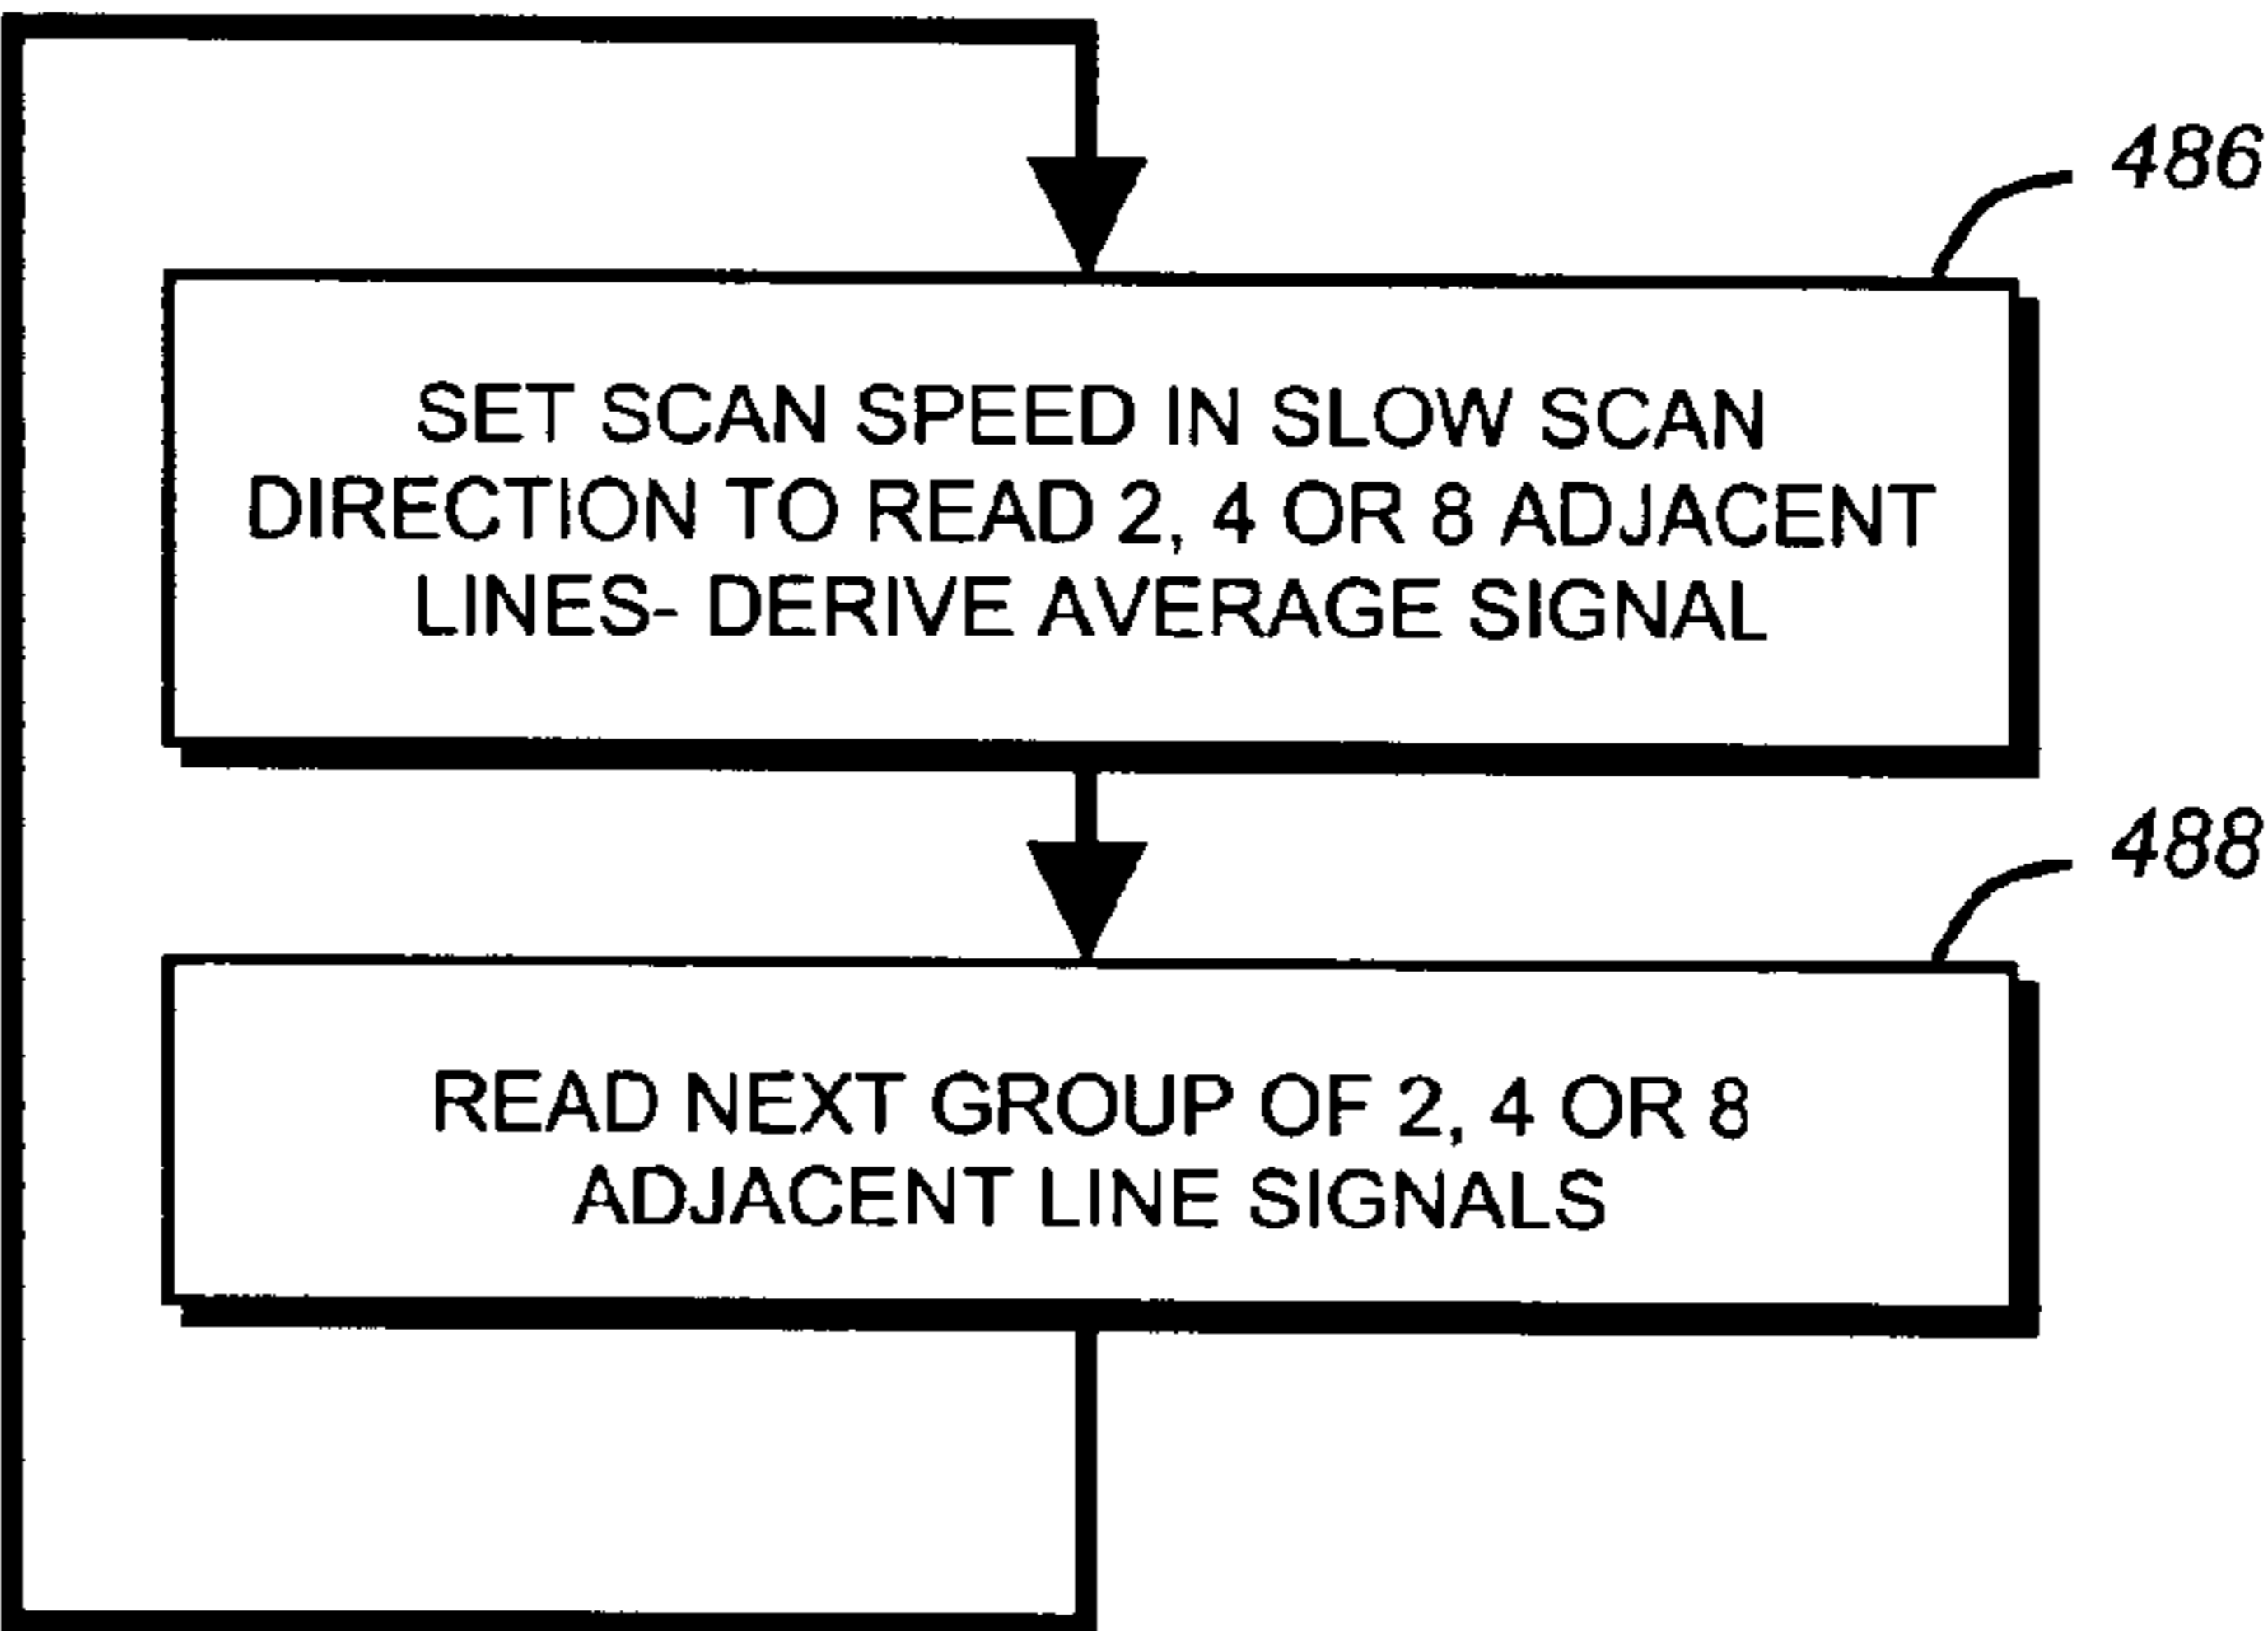 486
SET SCAN SPEED IN SLOW SCAN
DIRECTION TO READ 2, 4 OR 8 ADJACENT
LINES- DERIVE AVERAGE SIGNAL
488
READ NEXT GROUP OF 2, 4 OR 8
ADJACENT LINE SIGNALS